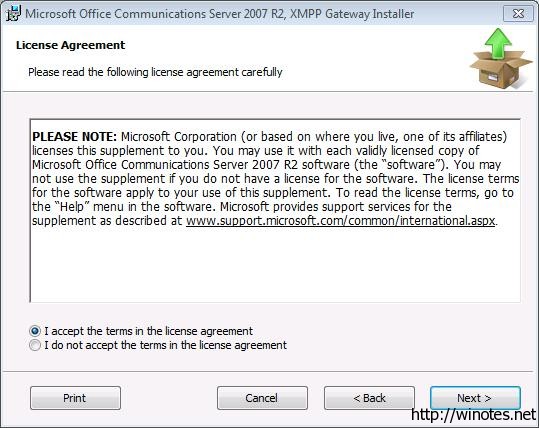 Microsoft Office Communications Server 2007 R2, XMPP Gateway Installer
License Agreement
Please read the following license agreement carefully
PLEASE NOTE: Microsoft Corporation (or based on where you live, one of its affiliates)
licenses this supplement to you. You may use it with each validly licensed copy of
Microsoft Office Communications Server 2007 R2 software (the “software”). You may
not use the supplement if you do not have a license for the software. The license terms
for the software apply to your use of this supplement. To read the license terms, go to
the “Help” menu in the software. Microsoft provides support services for the
supplement as described at www.support.microsoft.com/common/international.aspx.
I accept the terms in the license agreement
I do not accept the terms in the license agreement
Print
Cancel
< Back
Next >
http://winotes.net